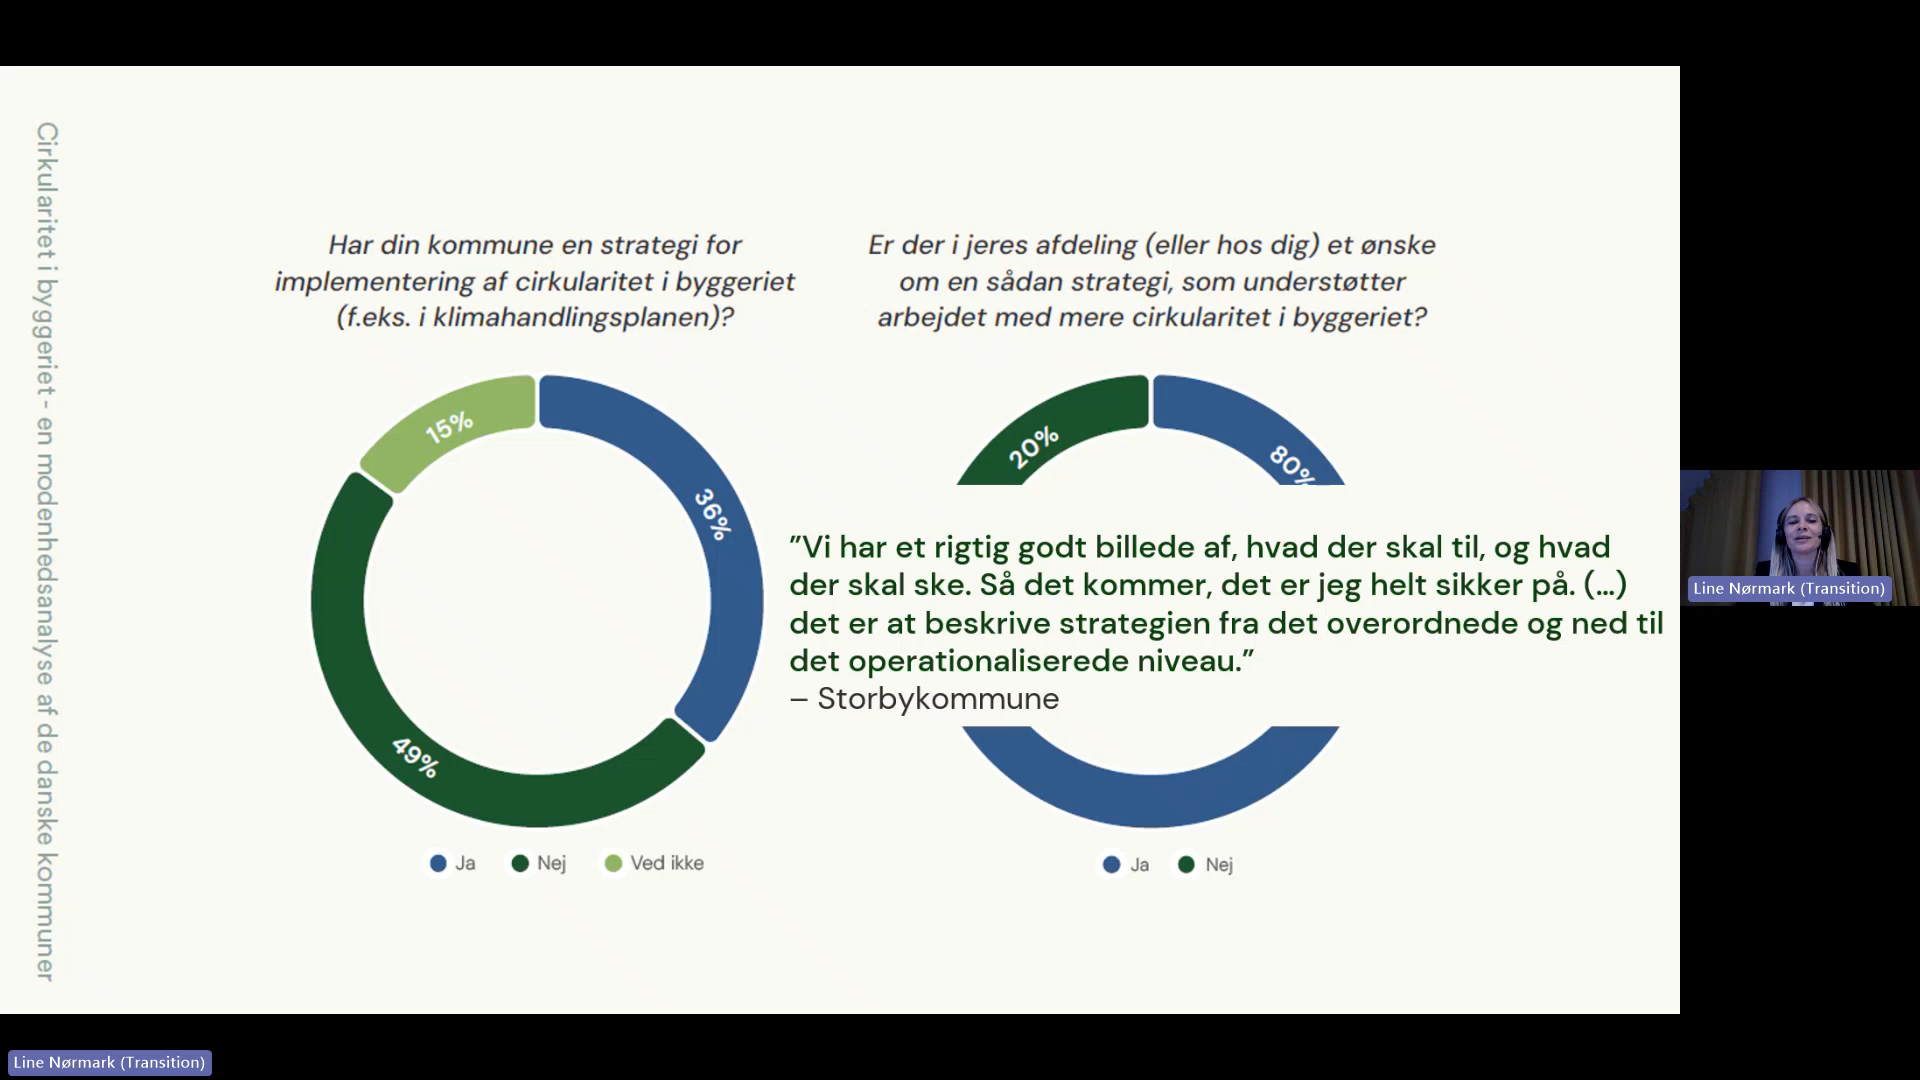 Cirkularitet i byggeriet - en modenhedsanalyse af de danske kommuner
Har din kommune en strategi for
implementering af cirkularitet i byggeriet
(f.eks. i klimahandlingsplanen)?
15%
36%
49%
Ja
Nej
Ved ikke
Er der i jeres afdeling (eller hos dig) et ønske
om en sådan strategi, som understøtter
arbejdet med mere cirkularitet i byggeriet?
20%
80%
”Vi har et rigtig godt billede af, hvad der skal til, og hvad
der skal ske. Så det kommer, det er jeg helt sikker på. (...)
det er at beskrive strategien fra det overordnede og ned til
det operationaliserede niveau.”
– Storbykommune
Ja
Nej
Line Nørmark (Transition)
Line Nørmark (Transition)